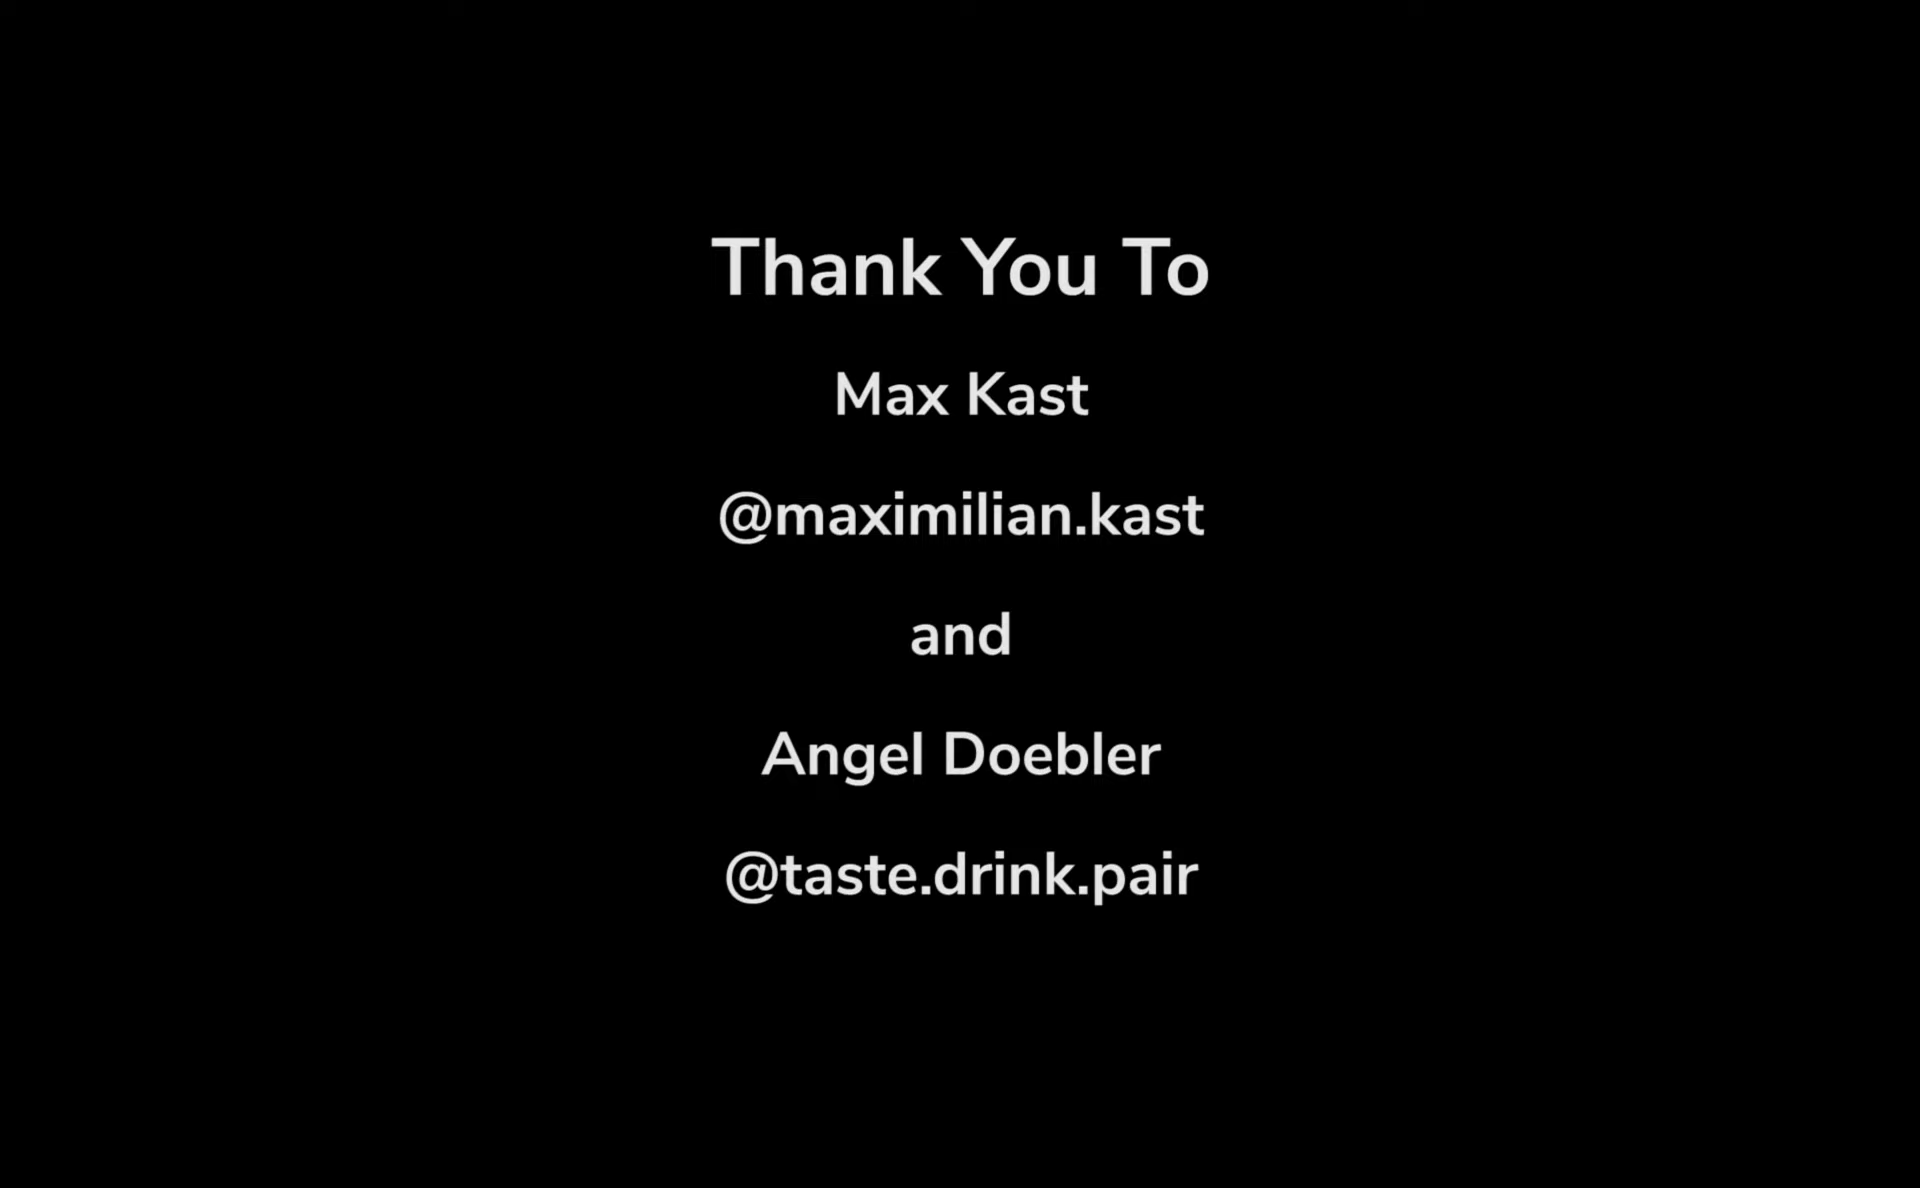 Thank You To
Max Kast
@maximilian.kast
and
Angel Doebler
@taste.drink.pair